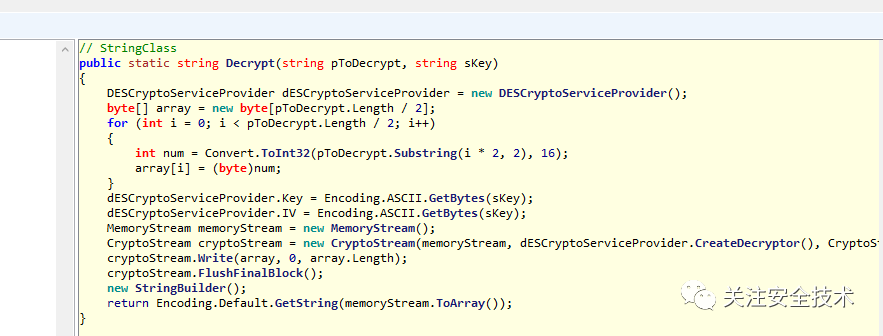 // StringClass
public static string Decrypt(string pToDecrypt, string sKey)
{
DESCryptoServiceProvider dESCryptoServiceProvider = new DESCryptoServiceProvider();
byte[] array = new byte[pToDecrypt.Length / 2];
for (int i = 0; i < pToDecrypt.Length / 2; i++)
{
int num = Convert.ToInt32(pToDecrypt.Substring(i * 2, 2), 16);
array[i] = (byte)num;
}
dESCryptoServiceProvider.Key = Encoding.ASCII.GetBytes(sKey);
dESCryptoServiceProvider.IV = Encoding.ASCII.GetBytes(sKey);
MemoryStream memoryStream = new MemoryStream();
CryptoStream cryptoStream = new CryptoStream(memoryStream, dESCryptoServiceProvider.CreateDecryptor(), CryptoSt
cryptoStream.Write(array, 0, array.Length);
cryptoStream.FlushFinalBlock();
new StringBuilder();
return Encoding.Default.GetString(memoryStream.ToArray());
}
关注安全技术